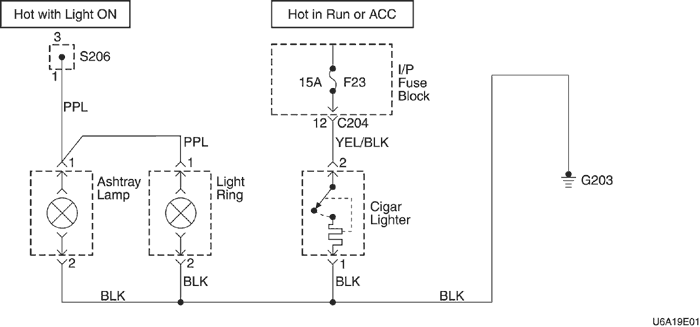 Hot with Light ON
Hot in Run or ACC
3
S206
1
PPL
PPL
15A
F23
I/P
Fuse
Block
12
C204
YEL/BLK
1
Ashtray
Lamp
2
1
Light
Ring
2
BLK
2
Cigar
Lighter
1
BLK
G203
BLK
BLK
U6A19E01